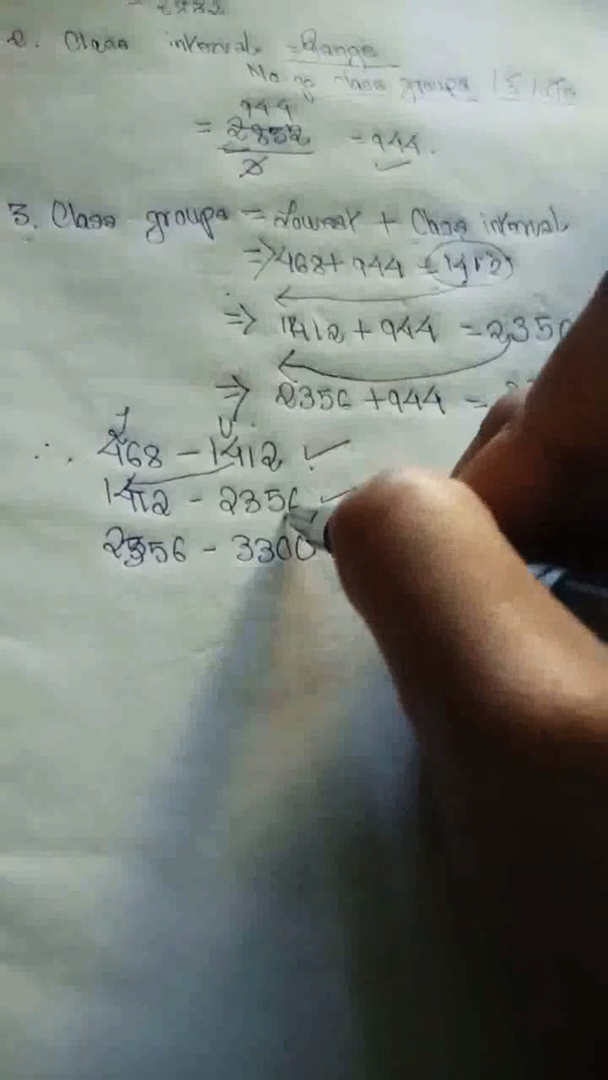 2. Class interval = Range
No. of class groups
944
= 2832 = 944.
3
3. Class groups = Lowest + Class interval
=> 468 + 944 = 1412
=> 1412 + 944 = 2356
=> 2356 + 944 =
L U
∴ 468 - 1412 ✓
1412 - 2356 ✓
2356 - 3300